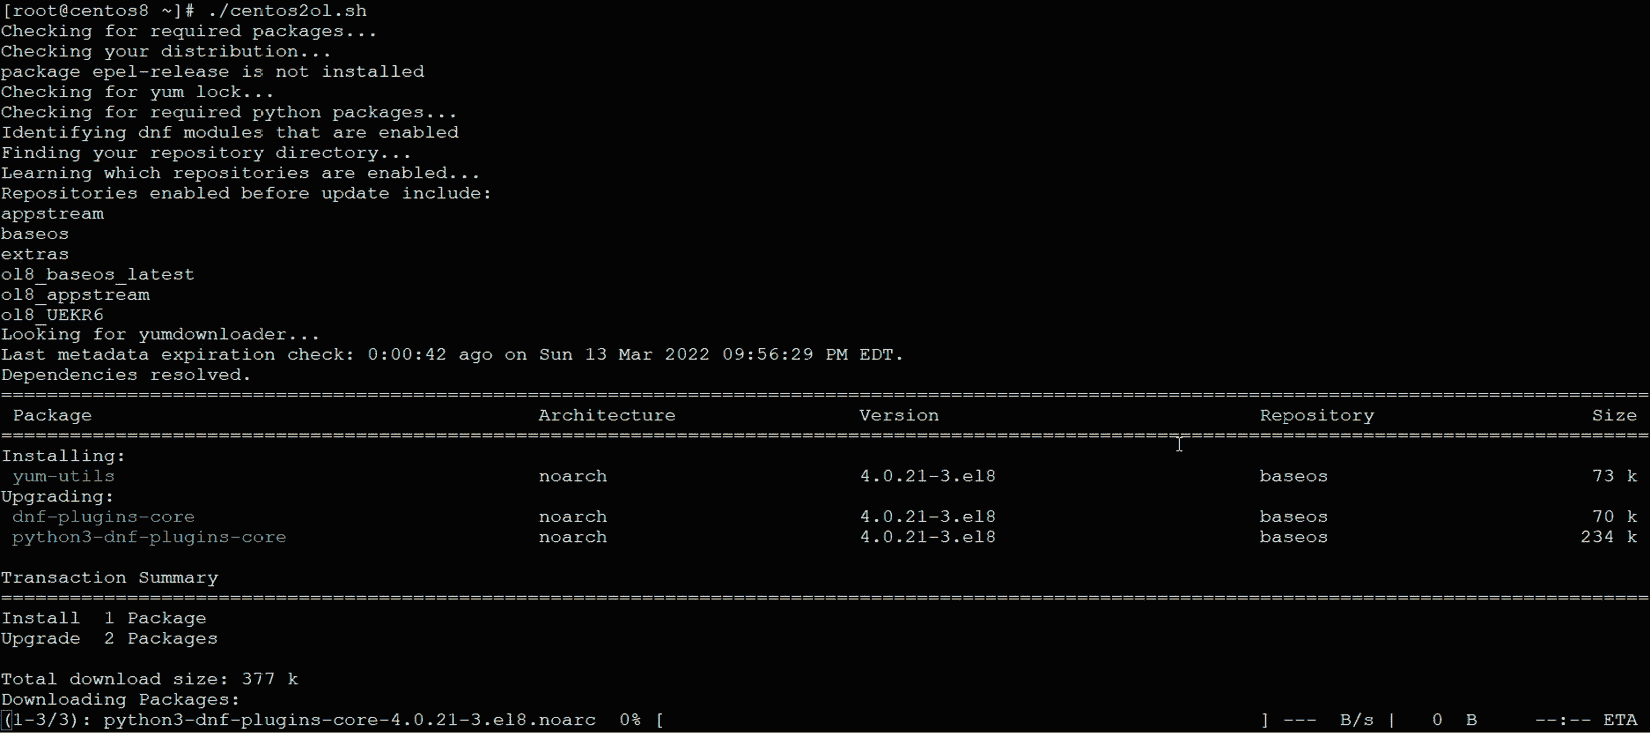 [root@centos8 ~]# ./centos2ol.sh
Checking for required packages...
Checking your distribution...
package epel-release is not installed
Checking for yum lock...
Checking for required python packages...
Identifying dnf modules that are enabled
Finding your repository directory...
Learning which repositories are enabled...
Repositories enabled before update include:
appstream
baseos
extras
ol8_baseos_latest
ol8_appstream
ol8_UEKR6
Looking for yumdownloader...
Last metadata expiration check: 0:00:42 ago on Sun 13 Mar 2022 09:56:29 PM EDT.
Dependencies resolved.
================================================================================================================================================
 Package                                       Architecture                Version                            Repository                   Size
================================================================================================================================================
Installing:
 yum-utils                                     noarch                      4.0.21-3.el8                       baseos                       73 k
Upgrading:
 dnf-plugins-core                              noarch                      4.0.21-3.el8                       baseos                       70 k
 python3-dnf-plugins-core                      noarch                      4.0.21-3.el8                       baseos                      234 k
Transaction Summary
================================================================================================================================================
Install  1 Package
Upgrade  2 Packages
Total download size: 377 k
Downloading Packages:
(1-3/3): python3-dnf-plugins-core-4.0.21-3.el8.noarc  0% [                                                     ] ---  B/s |   0  B     --:-- ETA